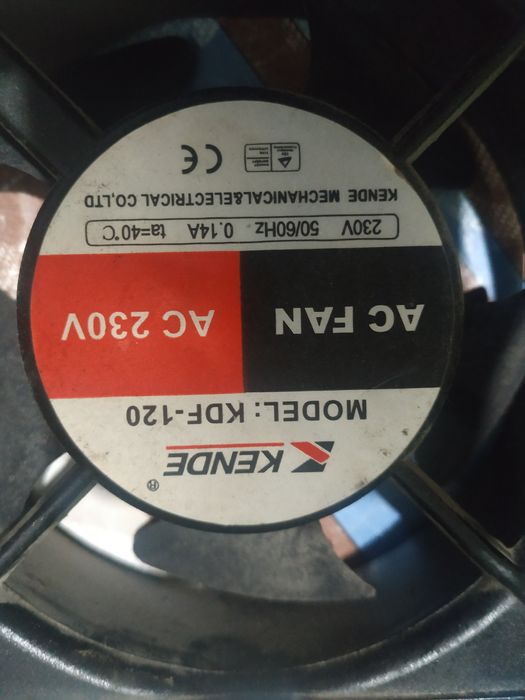 KENDE®
MODEL: KDF-120
AC FAN
AC 230V
230V 50/60Hz 0.14A ta=40°C
KENDE MECHANICAL&ELECTRICAL CO,.LTD
CE